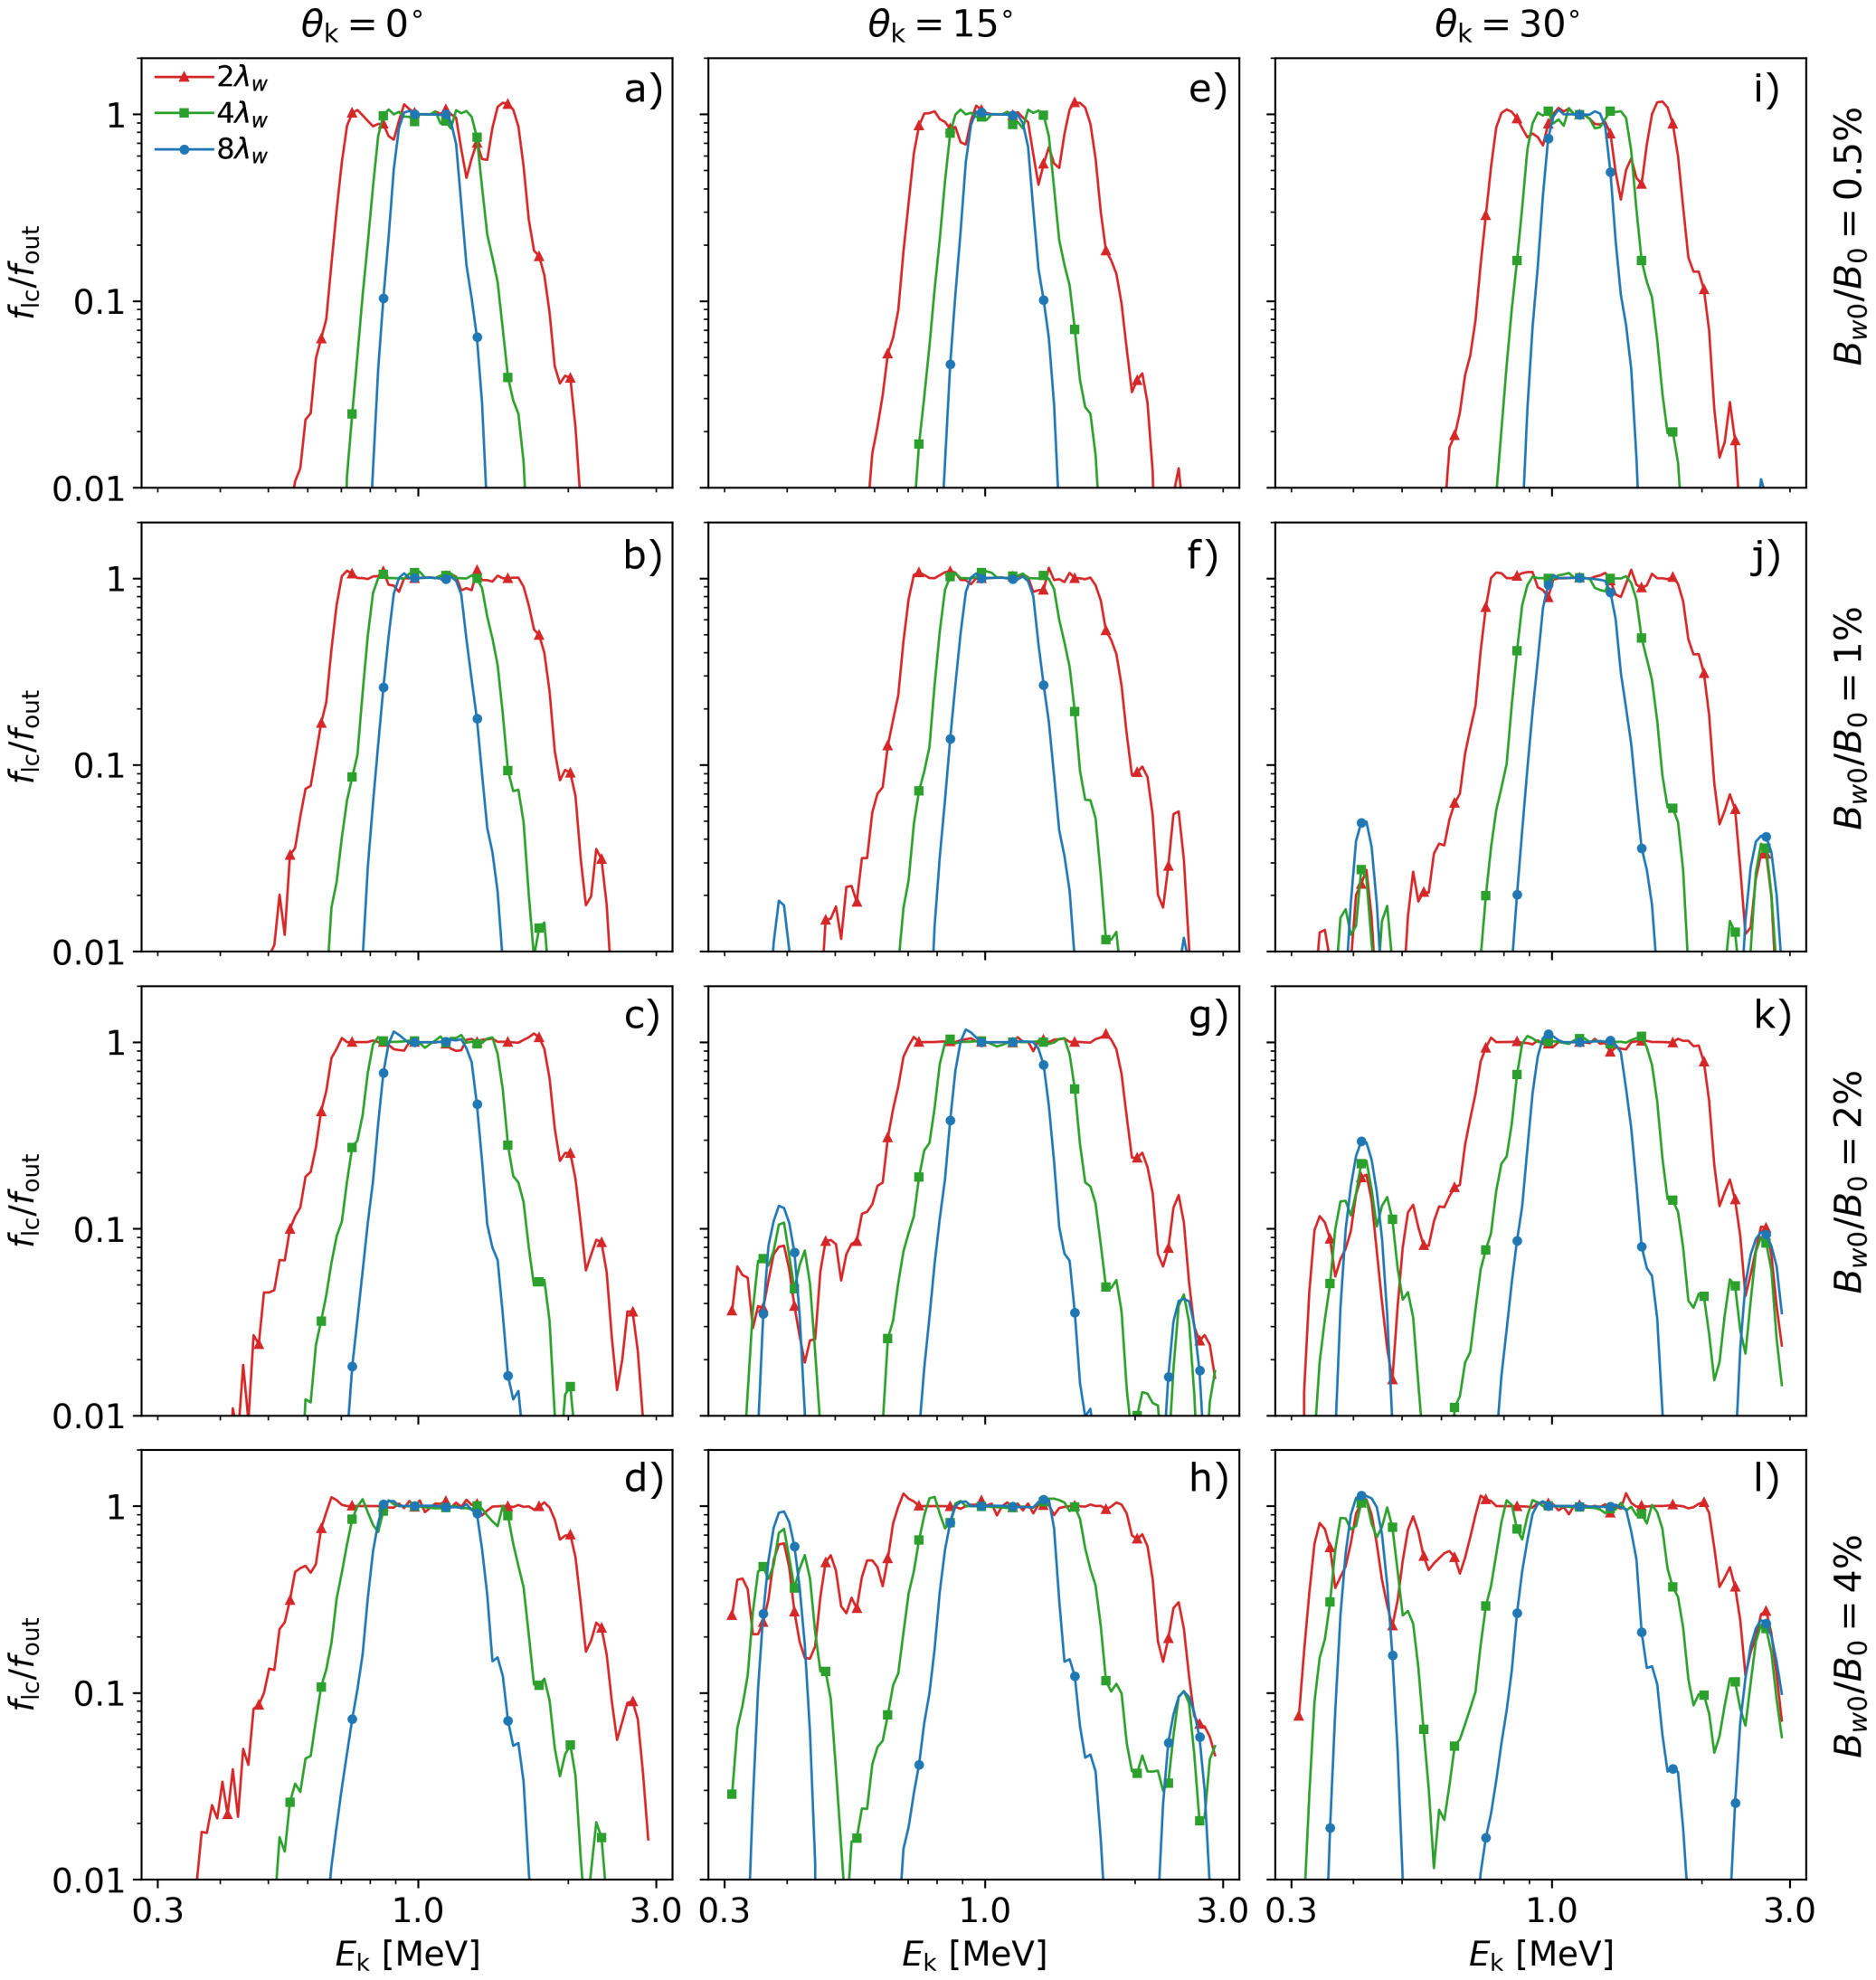 θk = 0°
θk = 15°
θk = 30°
2λw
4λw
8λw
a)
e)
i)
1
0.1
0.01
flc/fout
Bw0/B0 = 0.5%
b)
f)
j)
1
0.1
0.01
flc/fout
Bw0/B0 = 1%
c)
g)
k)
1
0.1
0.01
flc/fout
Bw0/B0 = 2%
d)
h)
l)
1
0.1
0.01
flc/fout
Bw0/B0 = 4%
0.3 1.0 3.0 0.3 1.0 3.0 0.3 1.0 3.0
Ek [MeV] Ek [MeV] Ek [MeV]